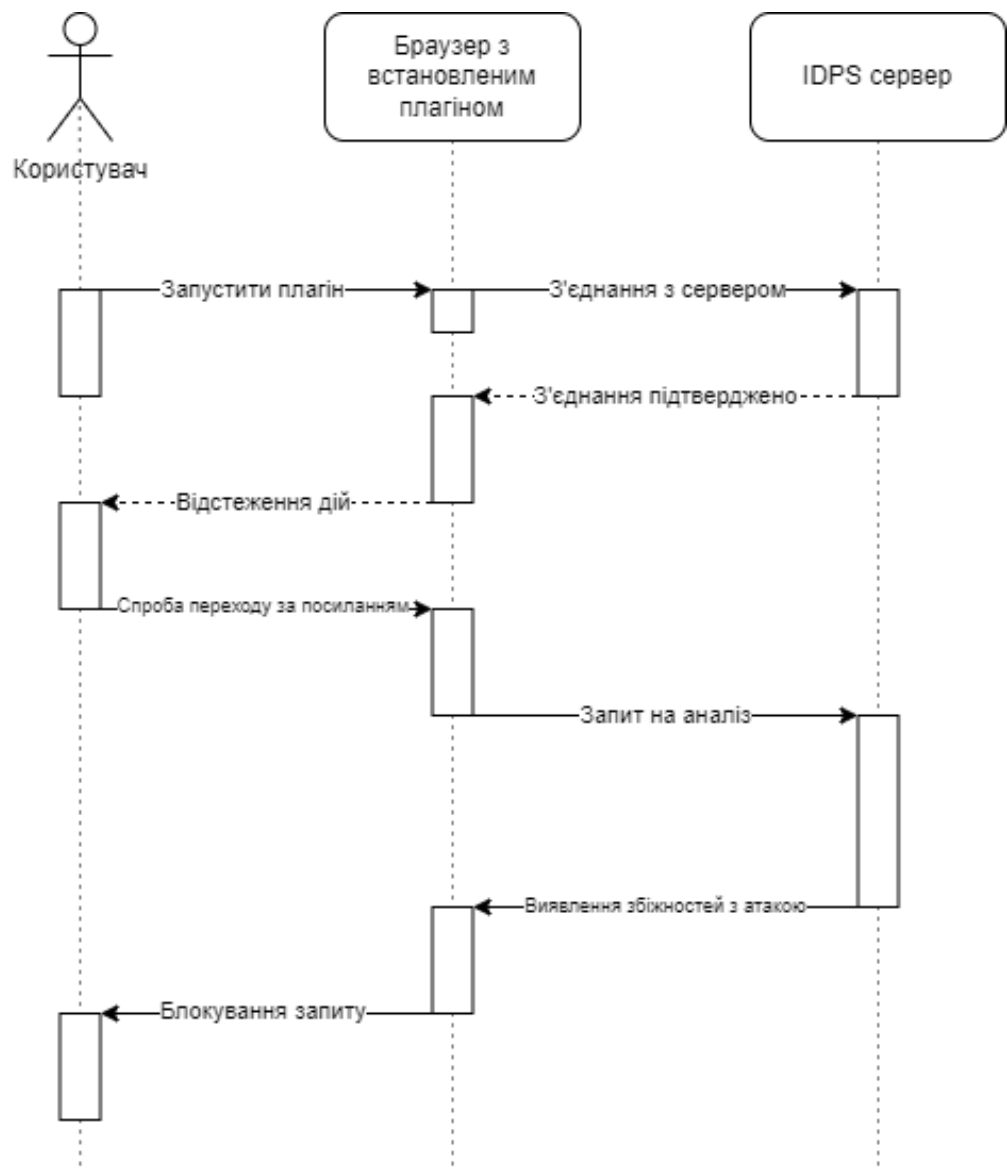 Браузер з
встановленим
плагіном
IDPS сервер
Користувач
Запустити плагін
З'єднання з сервером
З'єднання підтверджено
Відстеження дій
Спроба переходу за посиланням
Запит на аналіз
Виявлення збіжностей з атакою
Блокування запиту